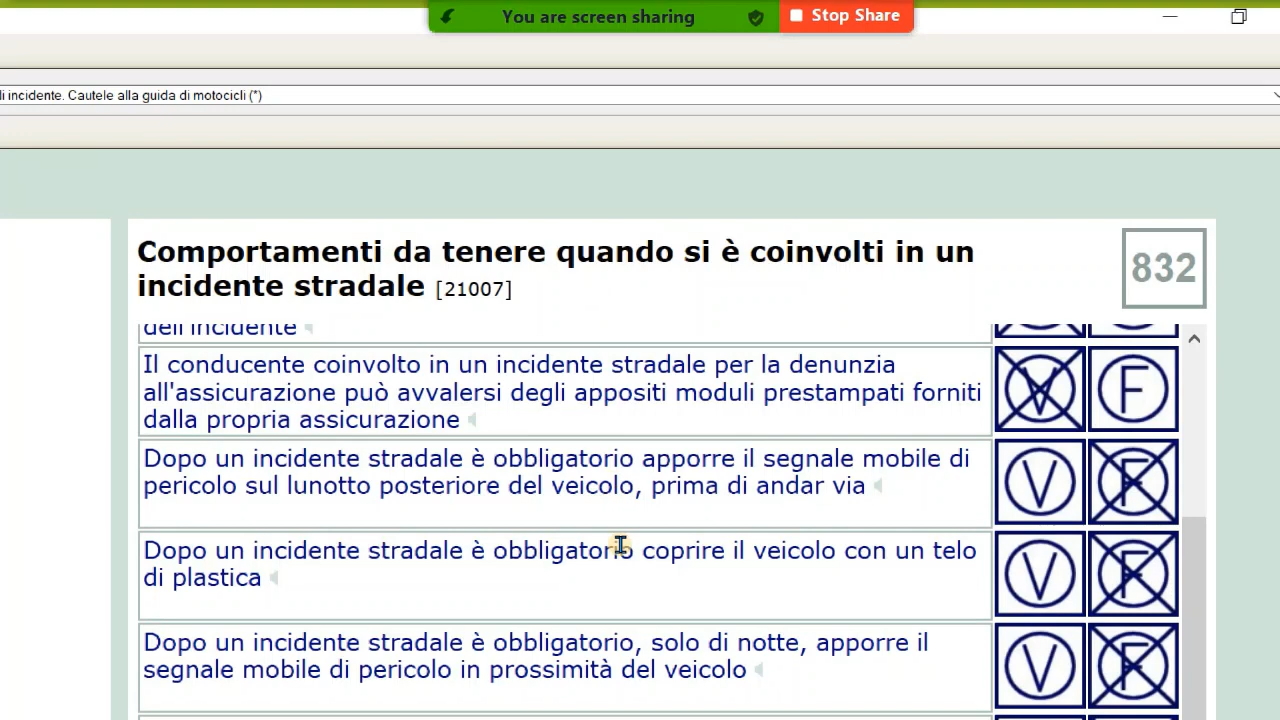 You are screen sharing
Stop Share
li incidente. Cautele alla guida di motocicli (*)
Comportamenti da tenere quando si è coinvolti in un
incidente stradale [21007]
832
dell'incidente
Il conducente coinvolto in un incidente stradale per la denunzia
all'assicurazione può avvalersi degli appositi moduli prestampati forniti
dalla propria assicurazione
V F
Dopo un incidente stradale è obbligatorio apporre il segnale mobile di
pericolo sul lunotto posteriore del veicolo, prima di andar via
V F
Dopo un incidente stradale è obbligatorio coprire il veicolo con un telo
di plastica
V F
Dopo un incidente stradale è obbligatorio, solo di notte, apporre il
segnale mobile di pericolo in prossimità del veicolo
V F